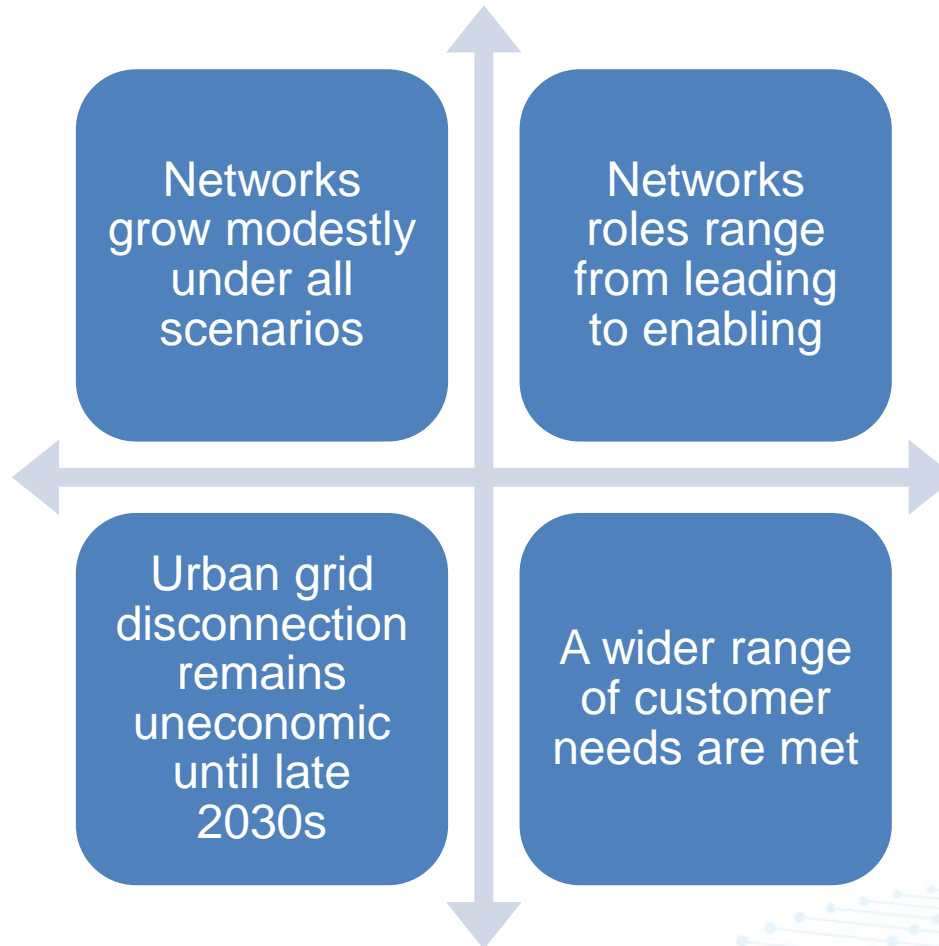 Networks
grow modestly
under all
scenarios
Networks
roles range
from leading
to enabling
Urban grid
disconnection
remains
uneconomic
until late
2030s
A wider range
of customer
needs are met